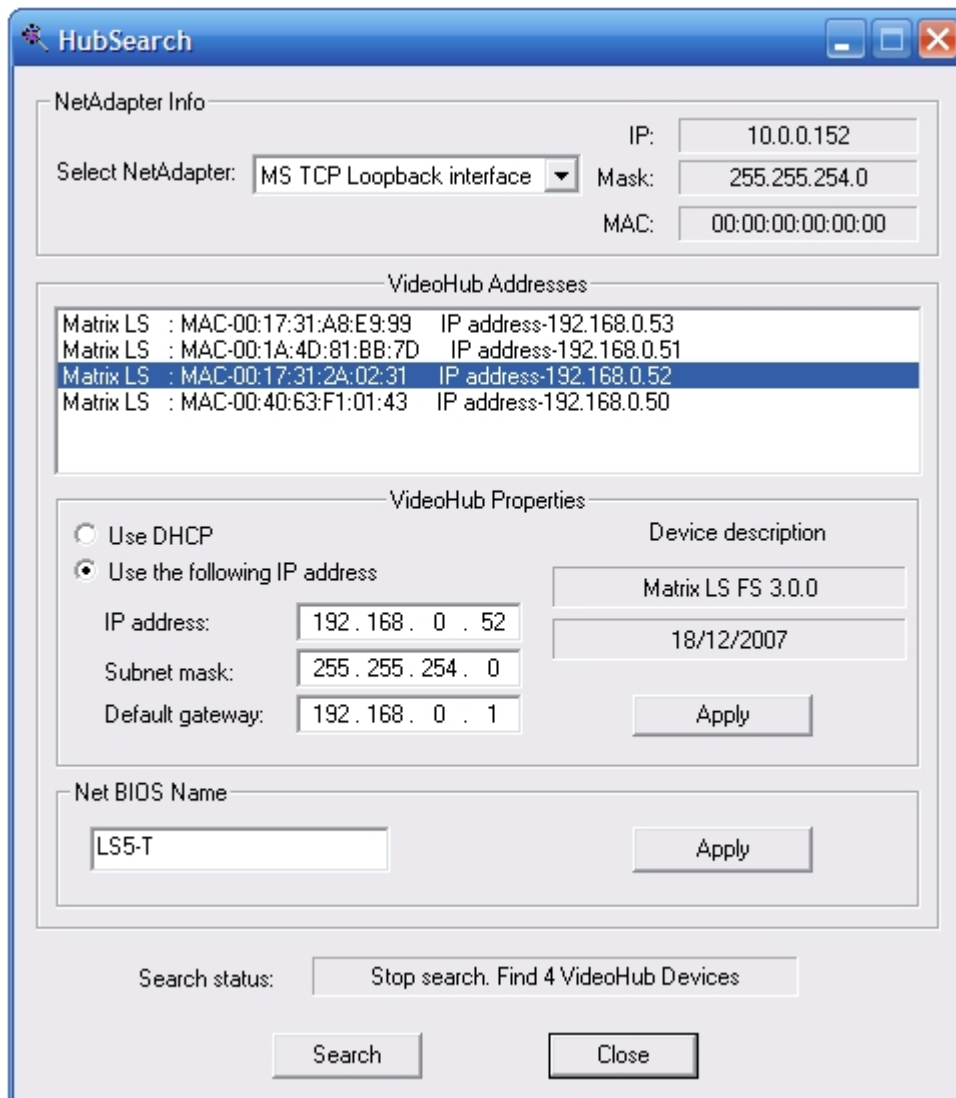 HubSearch
NetAdapter Info
IP: 10.0.0.152
Select NetAdapter: MS TCP Loopback interface Mask: 255.255.254.0
MAC: 00:00:00:00:00:00
VideoHub Addresses
Matrix LS : MAC-00:17:31:A8:E9:99 IP address-192.168.0.53
Matrix LS : MAC-00:1A:4D:81:BB:7D IP address-192.168.0.51
Matrix LS : MAC-00:17:31:2A:02:31 IP address-192.168.0.52
Matrix LS : MAC-00:40:63:F1:01:43 IP address-192.168.0.50
VideoHub Properties
Use DHCP
Device description
Use the following IP address
Matrix LS FS 3.0.0
IP address: 192 . 168 . 0 . 52
18/12/2007
Subnet mask: 255 . 255 . 254 . 0
Default gateway: 192 . 168 . 0 . 1
Apply
Net BIOS Name
LS5-T
Apply
Search status: Stop search. Find 4 VideoHub Devices
Search Close